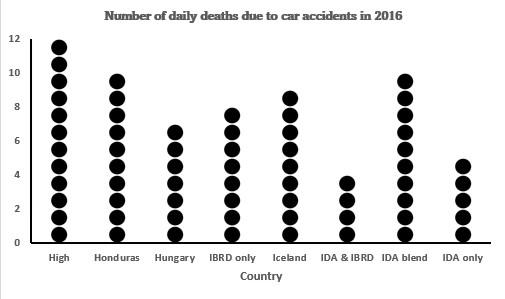 Number of daily deaths due to car accidents in 2016
12
10
8
6
4
2
0
High Honduras Hungary IBRD only Iceland IDA & IBRD IDA blend IDA only
Country